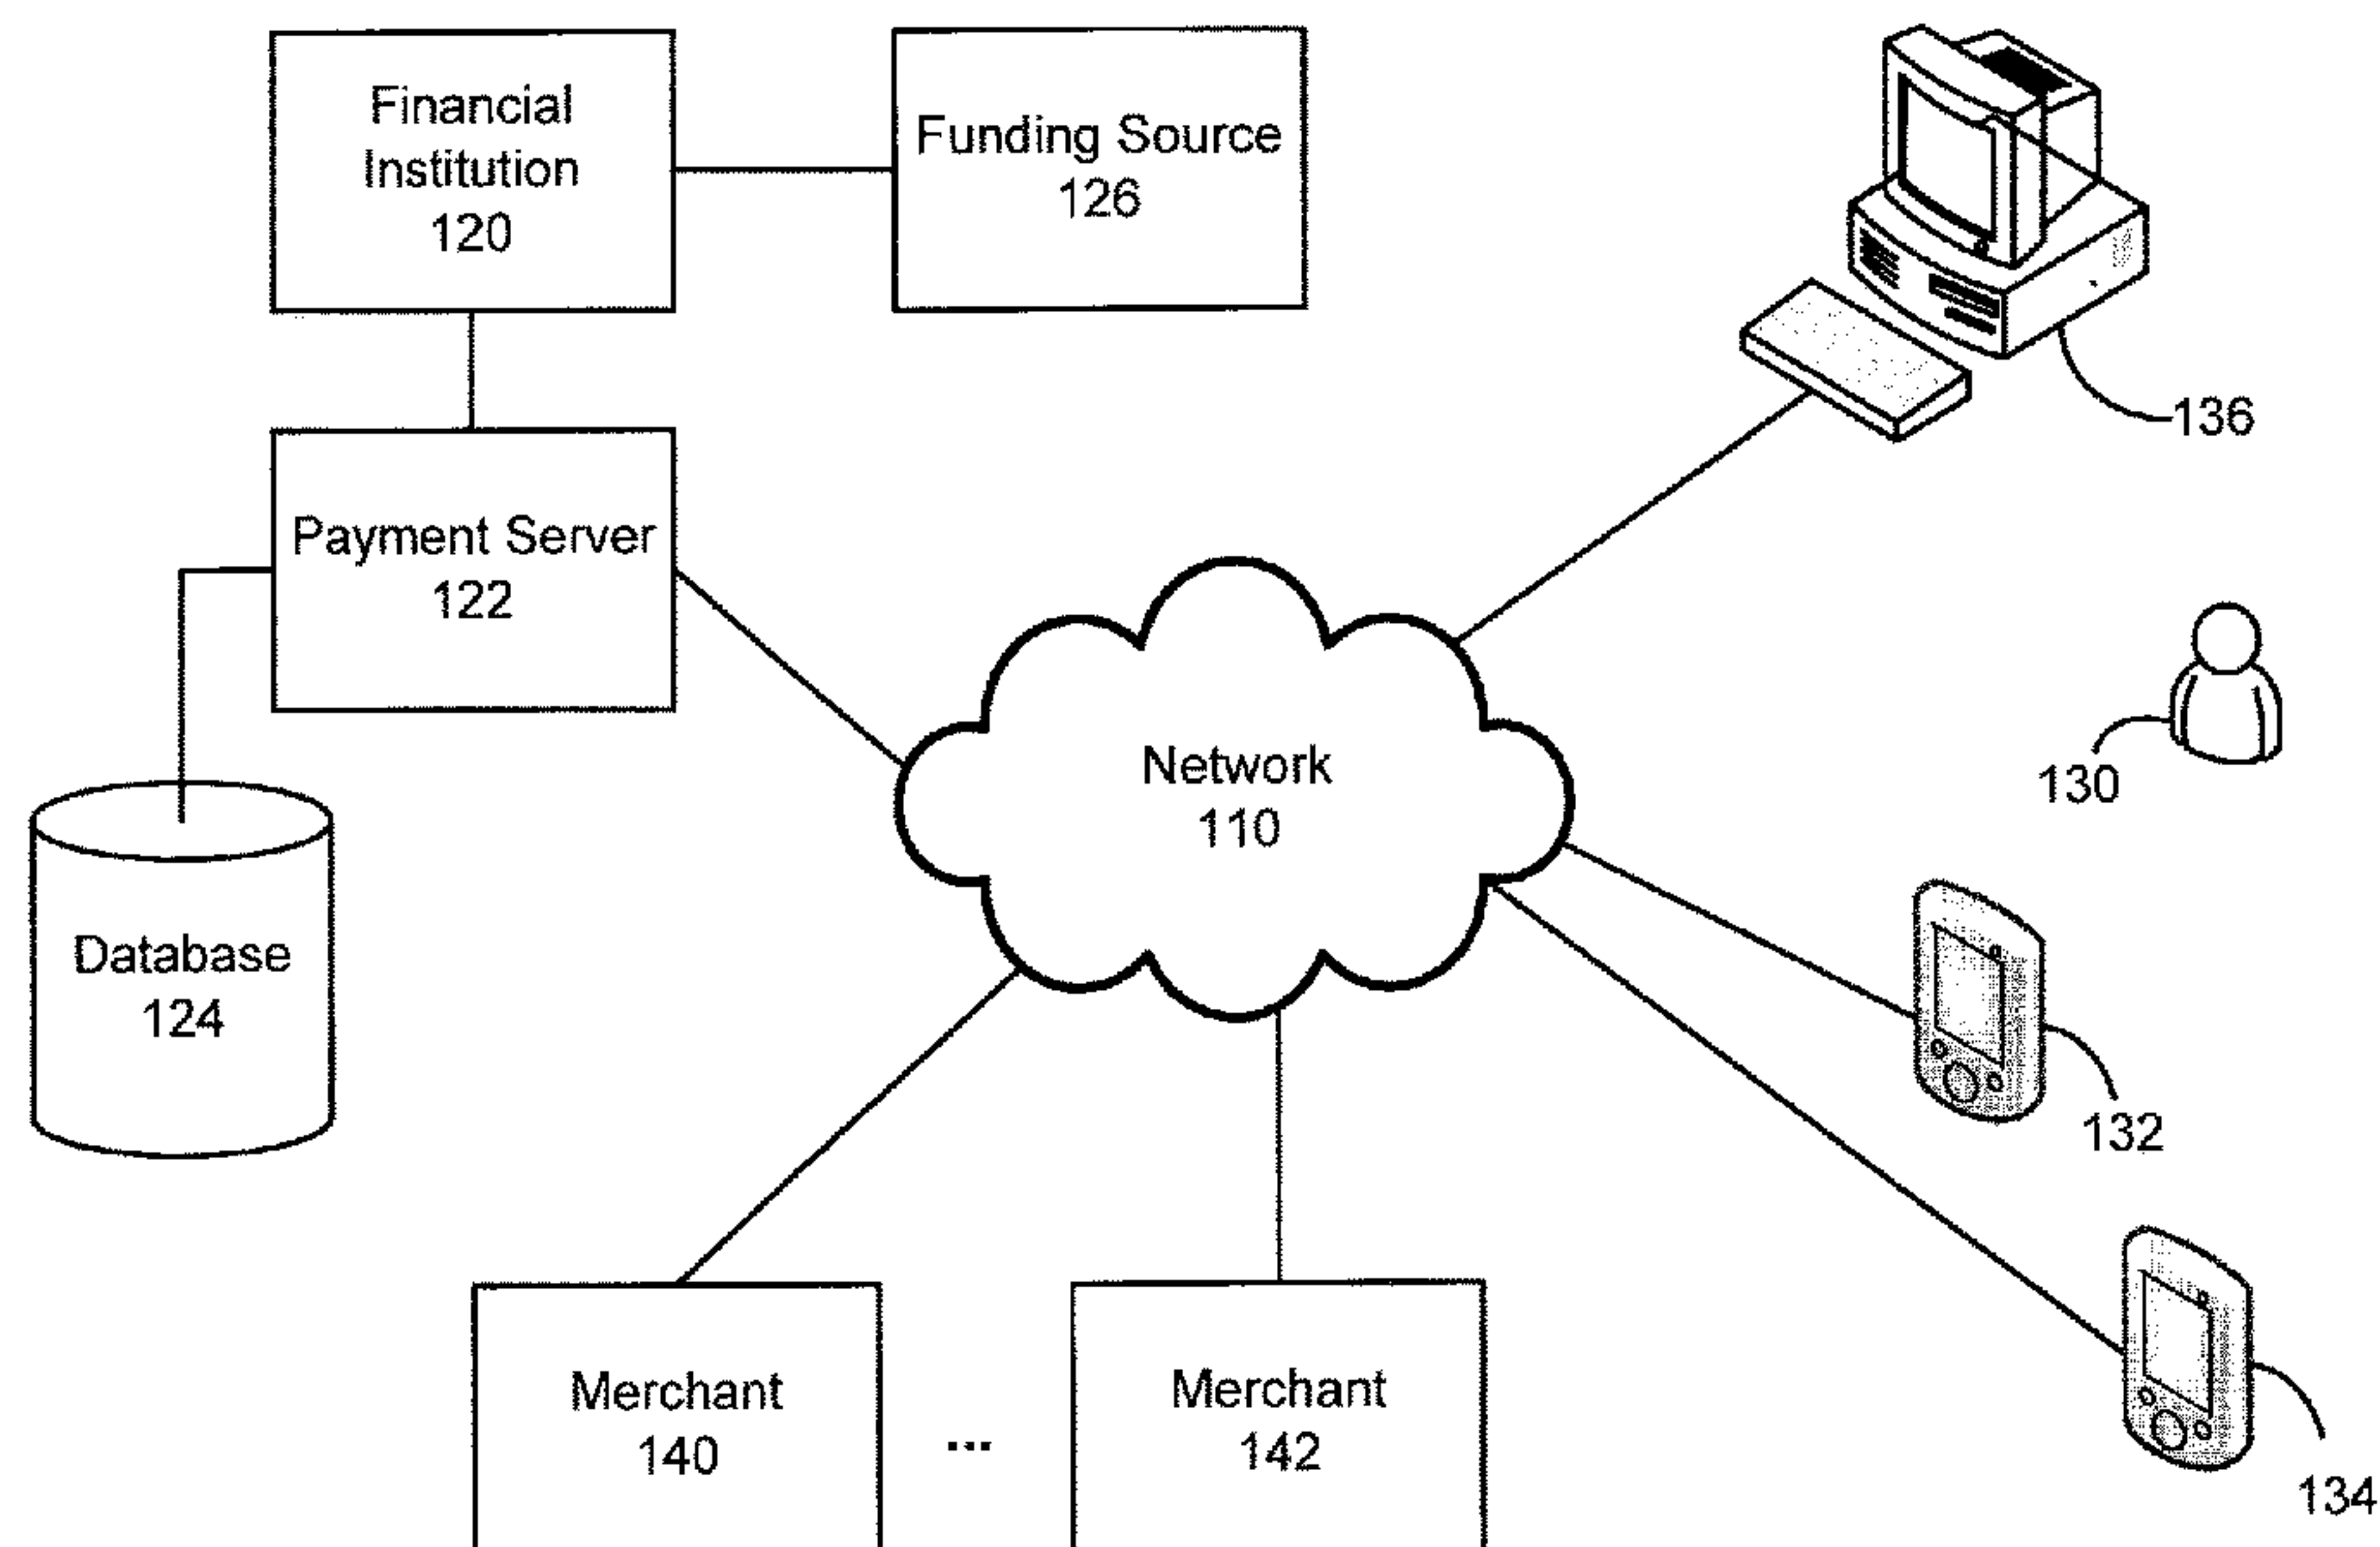 Financial
Institution
120
Funding Source
126
136
Payment Server
122
Network
110
130
Database
124
132
Merchant
140
...
Merchant
142
134